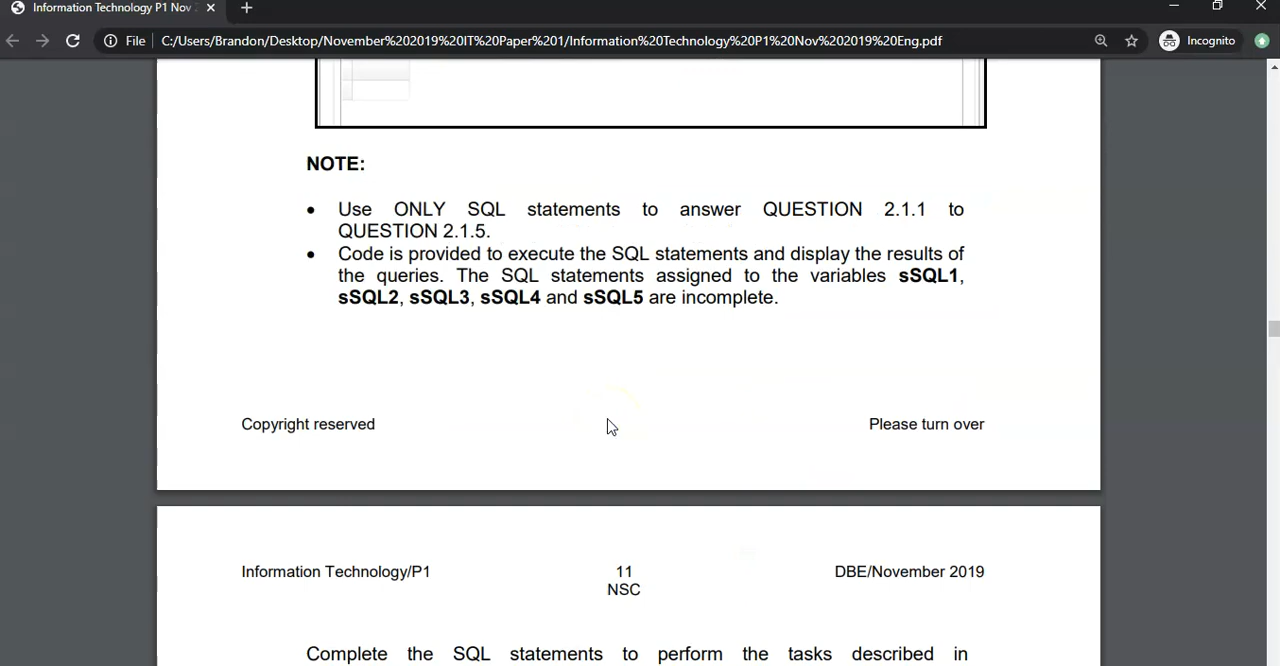 Information Technology P1 Nov
File | C:/Users/Brandon/Desktop/November%202019%20IT%20Paper%201/Information%20Technology%20P1%20Nov%202019%20Eng.pdf
Incognito
NOTE:
• Use ONLY SQL statements to answer QUESTION 2.1.1 to
QUESTION 2.1.5.
• Code is provided to execute the SQL statements and display the results of
the queries. The SQL statements assigned to the variables sSQL1,
sSQL2, sSQL3, sSQL4 and sSQL5 are incomplete.
Copyright reserved
Please turn over
Information Technology/P1
11
DBE/November 2019
NSC
Complete the SQL statements to perform the tasks described in